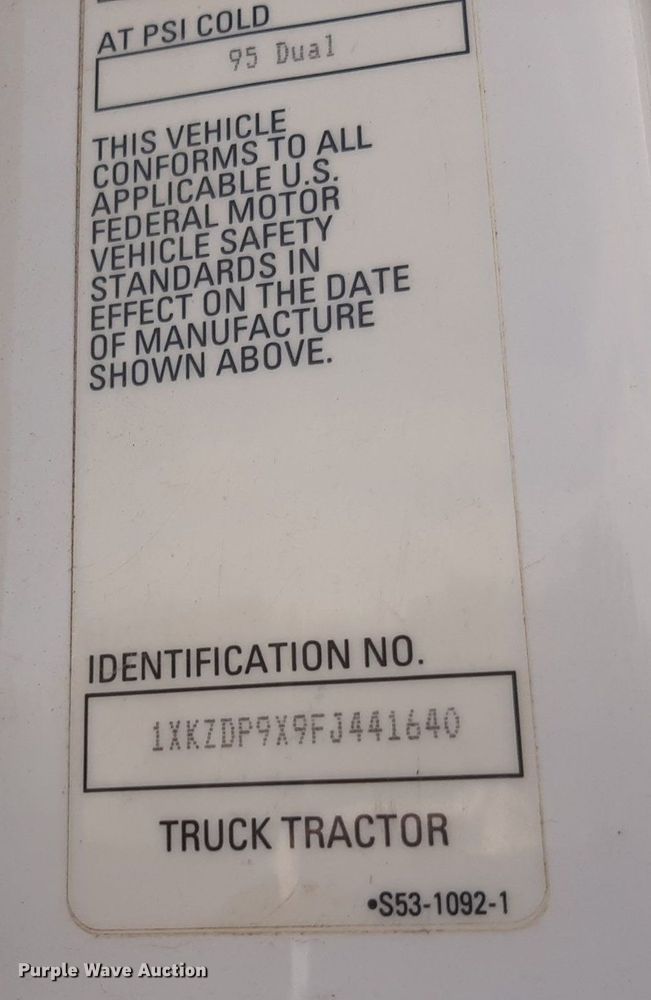 AT PSI COLD
95 Dual
THIS VEHICLE
CONFORMS TO ALL
APPLICABLE U.S.
FEDERAL MOTOR
VEHICLE SAFETY
STANDARDS IN
EFFECT ON THE DATE
OF MANUFACTURE
SHOWN ABOVE.
IDENTIFICATION NO.
1XKZDP9X9FJ441640
TRUCK TRACTOR
•S53-1092-1
Purple Wave Auction